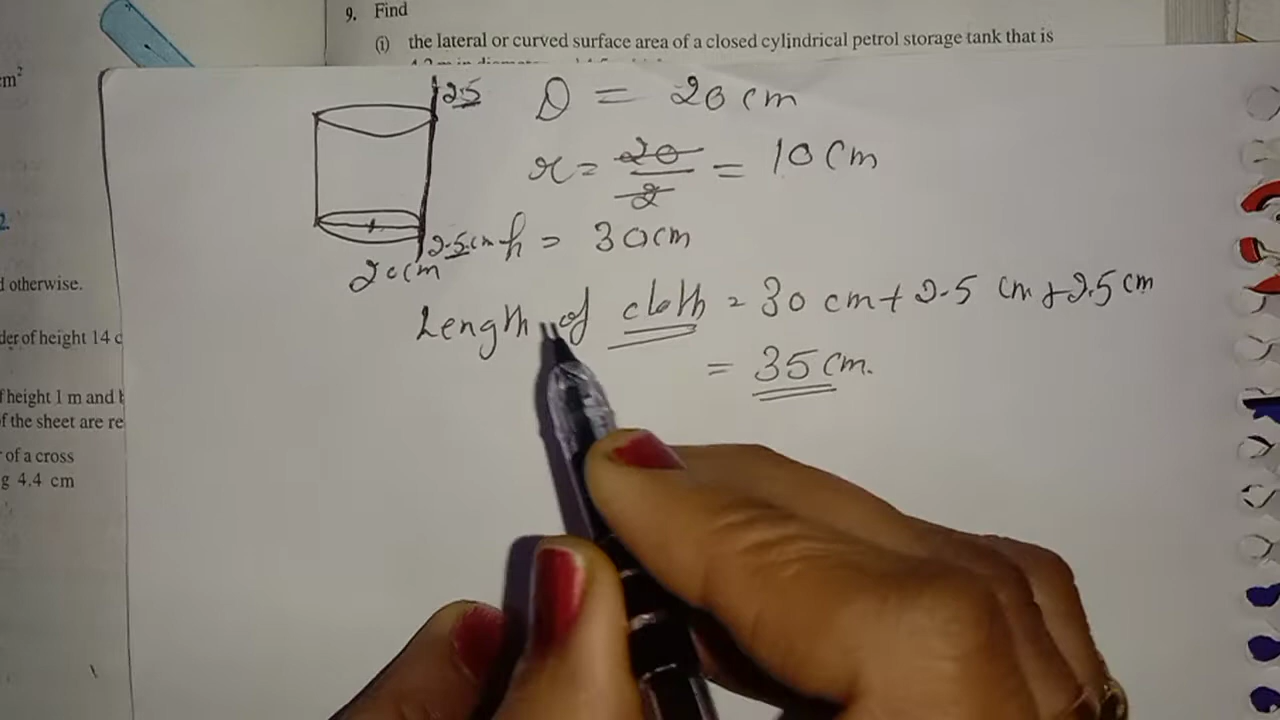 9. Find
(i) the lateral or curved surface area of a closed cylindrical petrol storage tank that is
cm²
2.5
D = 20 cm
r = 20/2 = 10 cm
2.5 cm
h = 30 cm
20 cm
Length of cloth = 30 cm + 2.5 cm + 2.5 cm
= 35 cm.
2.
d otherwise.
der of height 14 c
f height 1 m and
f the sheet are re
of a cross
g 4.4 cm